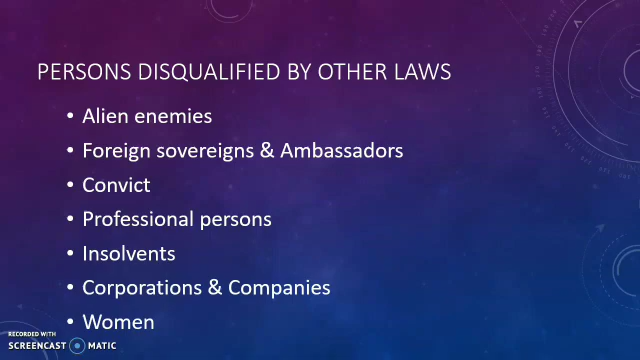 PERSONS DISQUALIFIED BY OTHER LAWS
• Alien enemies
• Foreign sovereigns & Ambassadors
• Convict
• Professional persons
• Insolvents
• Corporations & Companies
• Women
RECORDED WITH
SCREENCAST MATIC